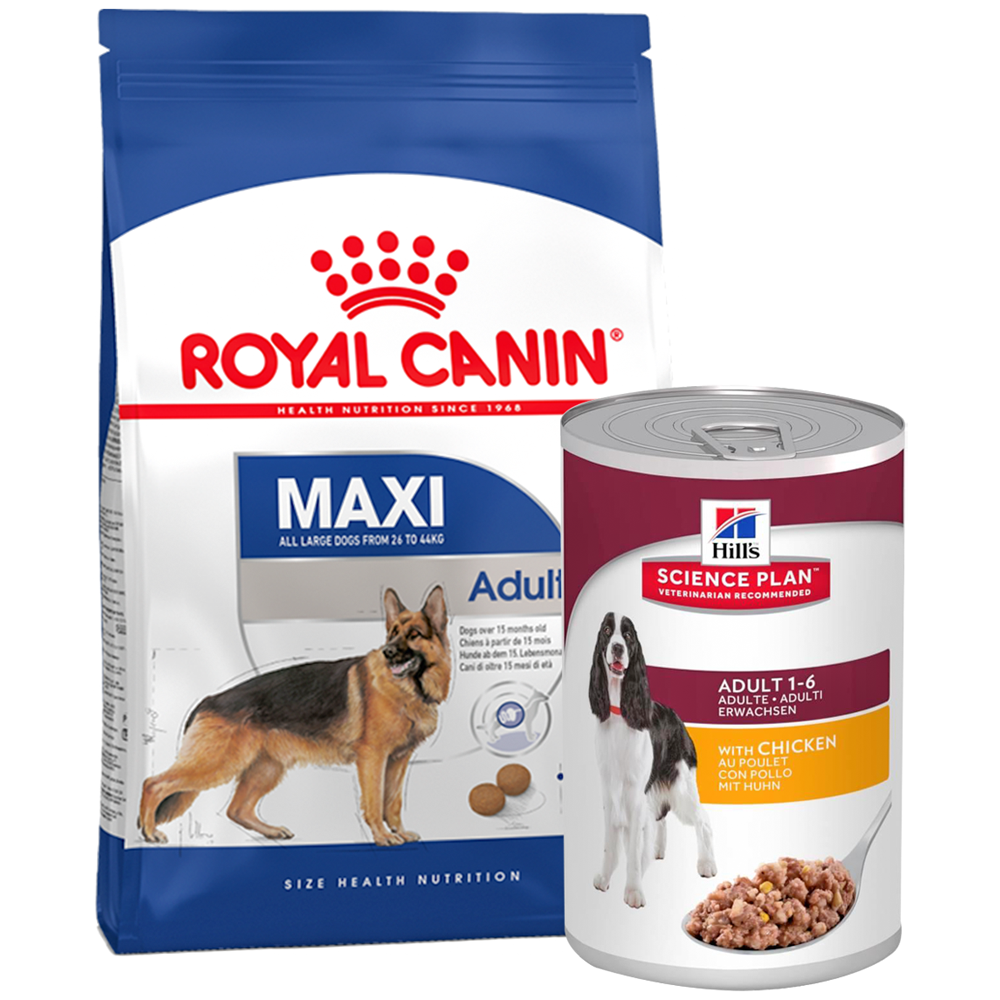 ROYAL CANIN®
HEALTH NUTRITION SINCE 1968
MAXI
ALL LARGE DOGS FROM 26 TO 44KG
Adult
Dogs over 15 months old
Chiens à partir de 15 mois
Hunde ab dem 15. Lebensmona
Cani di oltre 15 mesi di età
SIZE HEALTH NUTRITION
Hill's
SCIENCE PLAN™
VETERINARIAN RECOMMENDED
ADULT 1-6
ADULTE • ADULTI
ERWACHSEN
WITH CHICKEN
AU POULET
CON POLLO
MIT HUHN